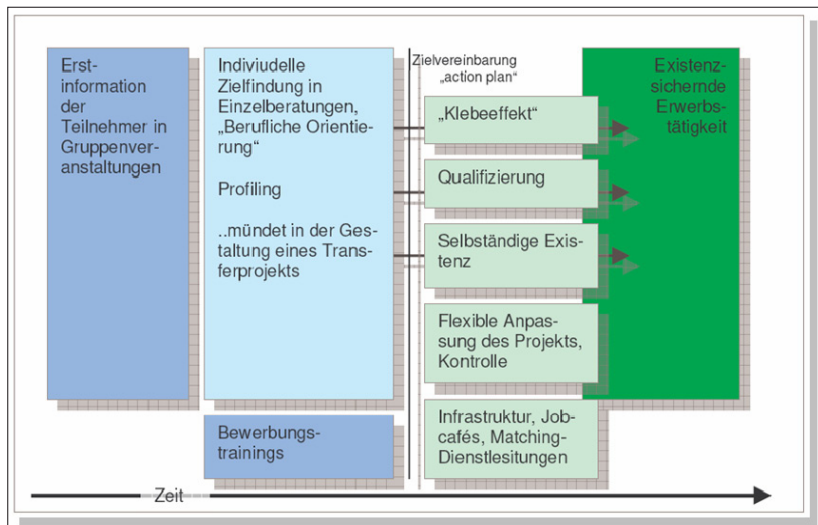 Erst-
information
der
Teilnehmer in
Gruppenver-
anstaltungen
Indiviudelle
Zielfindung in
Einzelberatungen,
„Berufliche Orientie-
rung“
Profiling
..mündet in der Ges-
taltung eines Trans-
ferprojekts
Bewerbungs-
trainings
Zielvereinbarung
„action plan“
„Klebeeffekt“
Qualifizierung
Selbständige Exis-
tenz
Flexible Anpas-
sung des Projekts,
Kontrolle
Infrastruktur, Job-
cafés, Matching-
Dienstlesitungen
Existenz-
sichernde
Erwerbs-
tätigkeit
Zeit